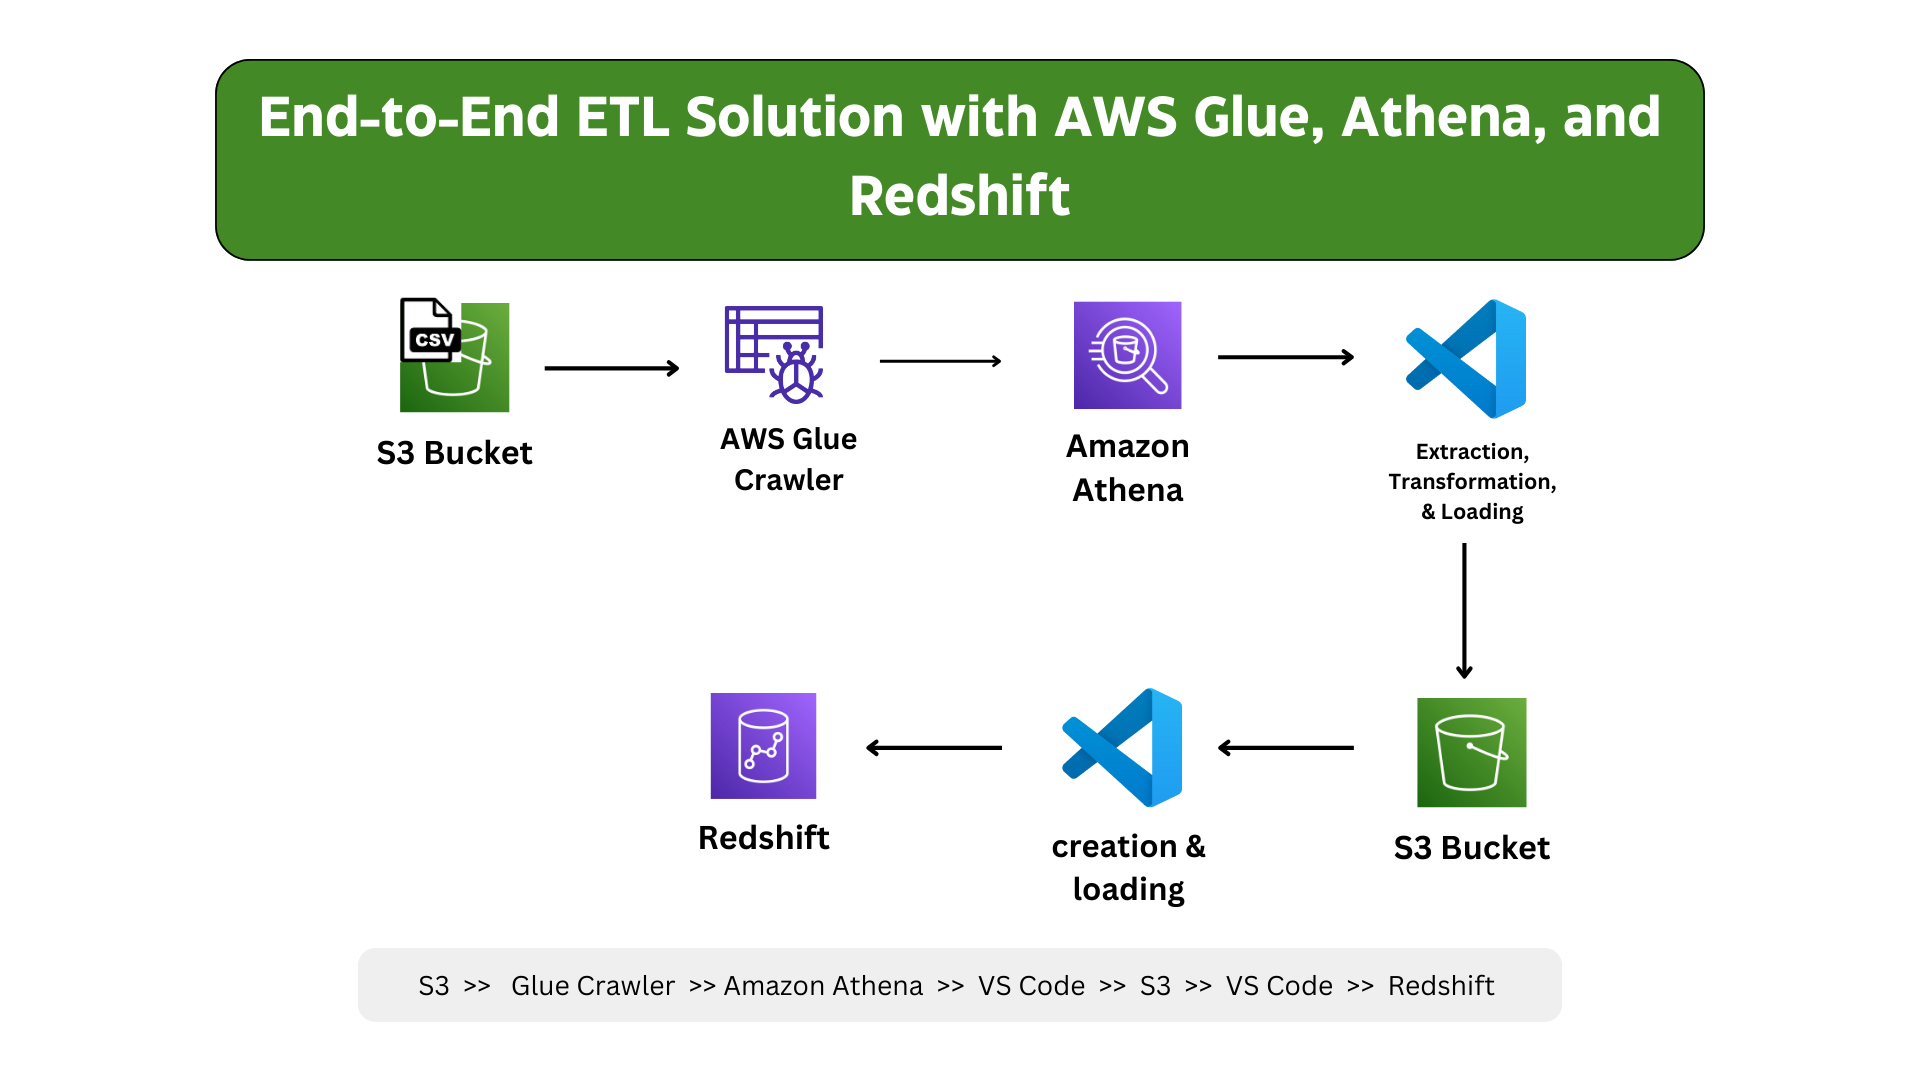 End-to-End ETL Solution with AWS Glue, Athena, and
Redshift
CSV
S3 Bucket
AWS Glue
Crawler
Amazon
Athena
Extraction,
Transformation,
& Loading
Redshift
creation &
loading
S3 Bucket
S3 >> Glue Crawler >> Amazon Athena >> VS Code >> S3 >> VS Code >> Redshift